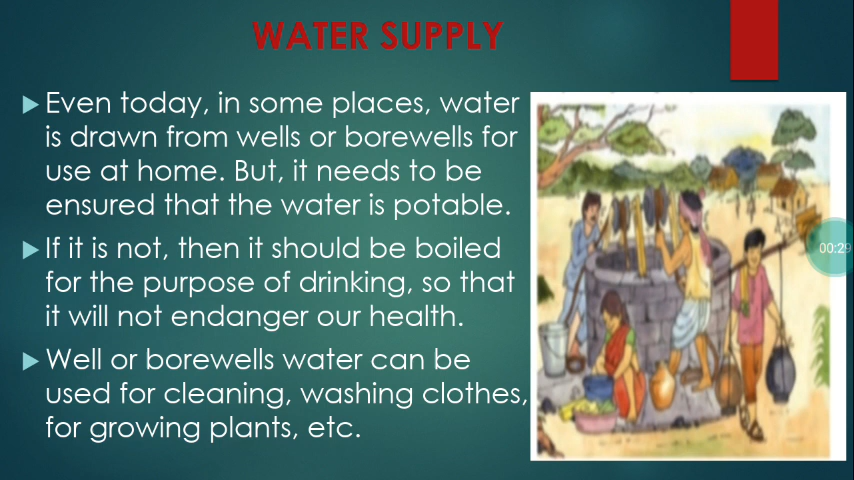 WATER SUPPLY
Even today, in some places, water
is drawn from wells or borewells for
use at home. But, it needs to be
ensured that the water is potable.
If it is not, then it should be boiled
for the purpose of drinking, so that
it will not endanger our health.
Well or borewells water can be
used for cleaning, washing clothes,
for growing plants, etc.
00:29